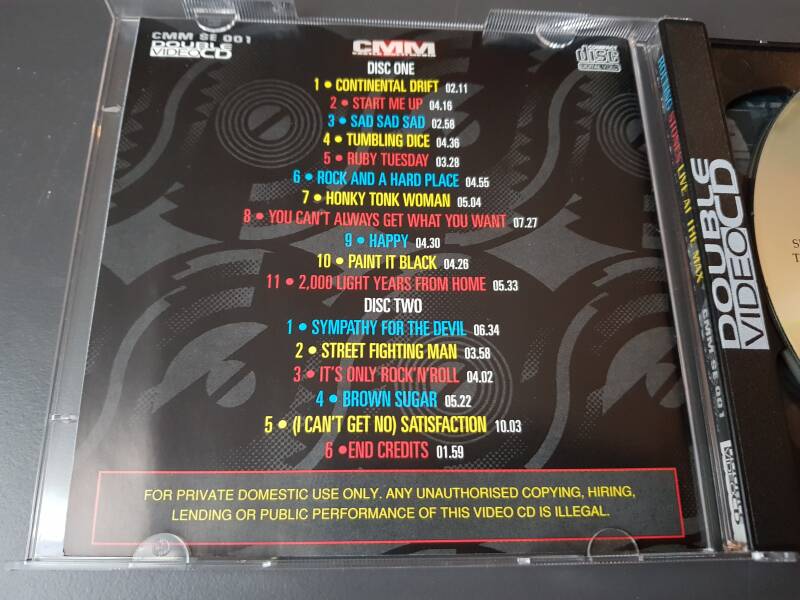 CMM SE 001
DOUBLE
VIDEO CD
CMM
COMPACT
disc
DIGITAL VIDEO
DISC ONE
1 • CONTINENTAL DRIFT 02.11
2 • START ME UP 04.16
3 • SAD SAD SAD 02.58
4 • TUMBLING DICE 04.36
5 • RUBY TUESDAY 03.28
6 • ROCK AND A HARD PLACE 04.55
7 • HONKY TONK WOMAN 05.04
8 • YOU CAN'T ALWAYS GET WHAT YOU WANT 07.27
9 • HAPPY 04.30
10 • PAINT IT BLACK 04.26
11 • 2,000 LIGHT YEARS FROM HOME 05.33
DISC TWO
1 • SYMPATHY FOR THE DEVIL 06.34
2 • STREET FIGHTING MAN 03.58
3 • IT'S ONLY ROCK'N'ROLL 04.02
4 • BROWN SUGAR 05.22
5 • (I CAN'T GET NO) SATISFACTION 10.03
6 •END CREDITS 01.59
FOR PRIVATE DOMESTIC USE ONLY. ANY UNAUTHORISED COPYING, HIRING,
LENDING OR PUBLIC PERFORMANCE OF THIS VIDEO CD IS ILLEGAL.
ROLLING STONES LIVE AT THE MAX
CMM SE 001
DOUBLE
VIDEO CD